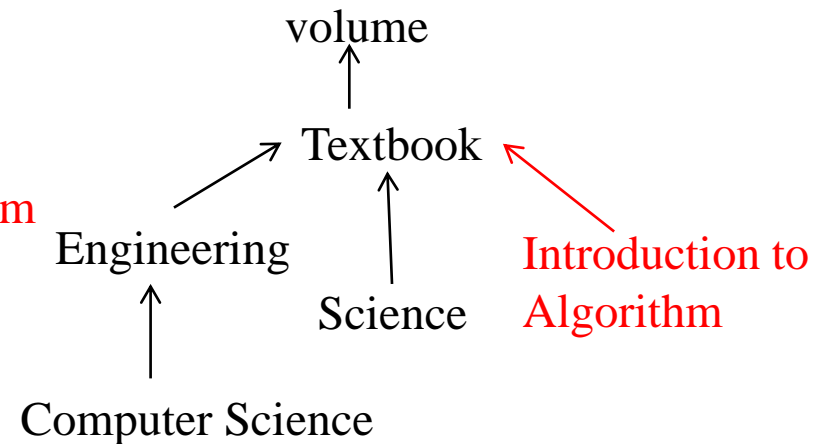 volume
Textbook
m
Engineering
Introduction to
Algorithm
Science
Computer Science